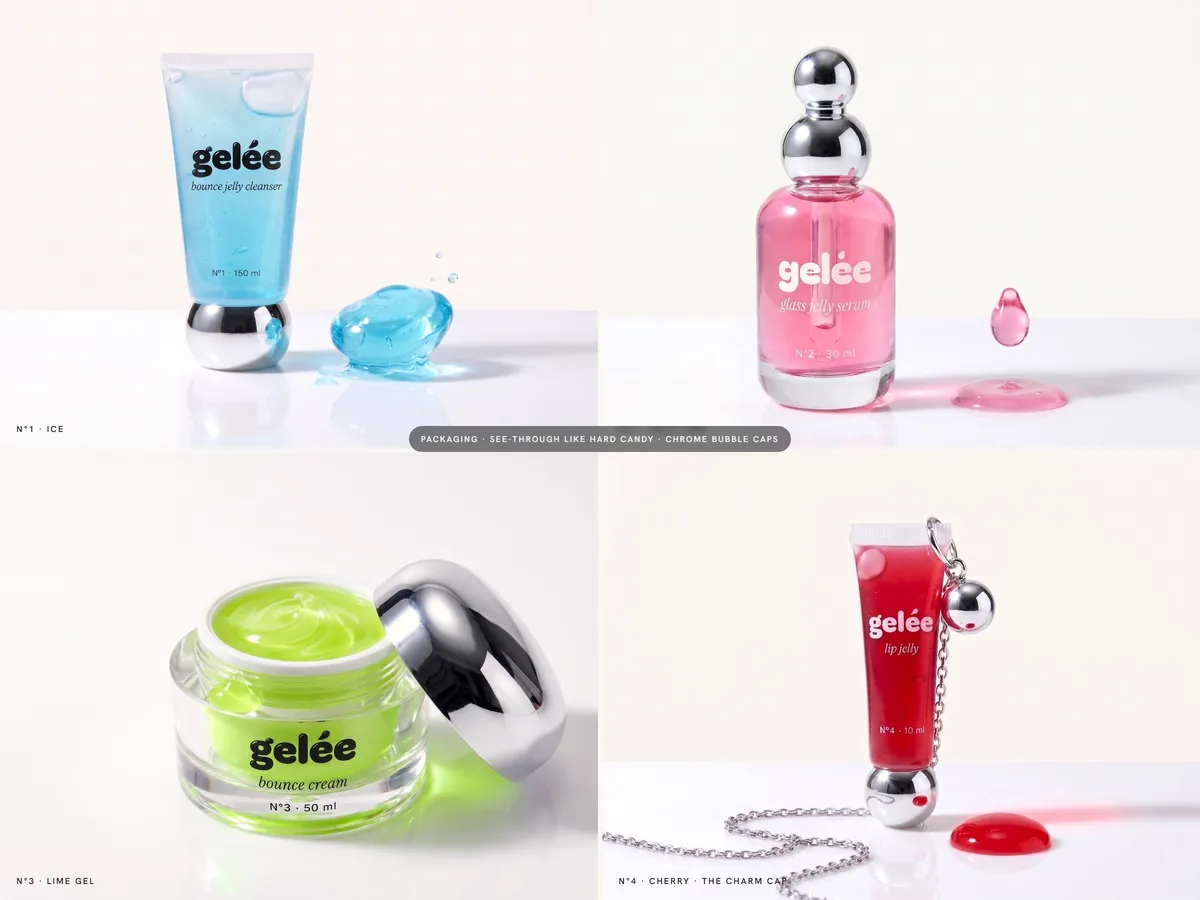 gelée
bounce jelly cleanser
N°1 · 150 ml
N°1 · ICE
gelée
glass jelly serum
N°2 · 30 ml
PACKAGING · SEE-THROUGH LIKE HARD CANDY · CHROME BUBBLE CAPS
gelée
bounce cream
N°3 · 50 ml
N°3 · LIME GEL
gelée
lip jelly
N°4 · 10 ml
N°4 · CHERRY · THE CHARM CAP